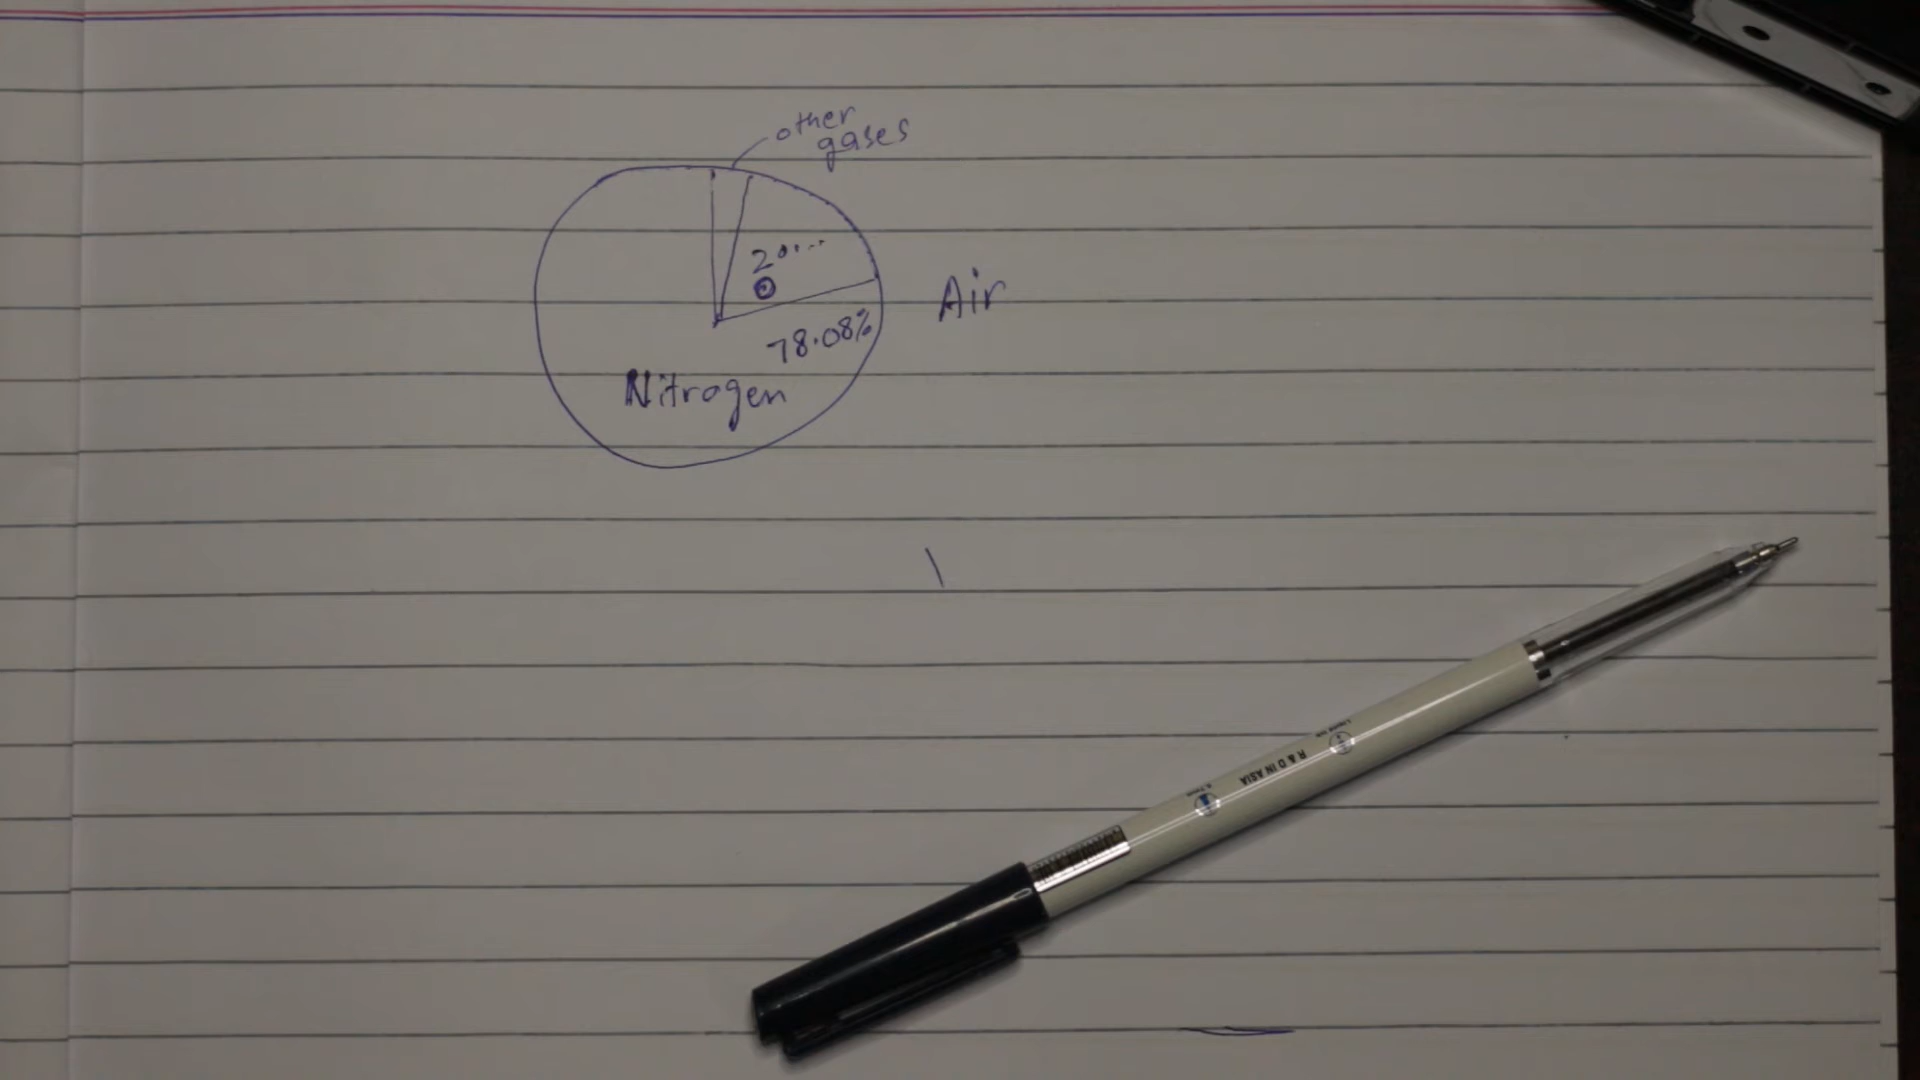 other
gases
20...
O
78.08%
Nitrogen
Air
R & D IN ASIA